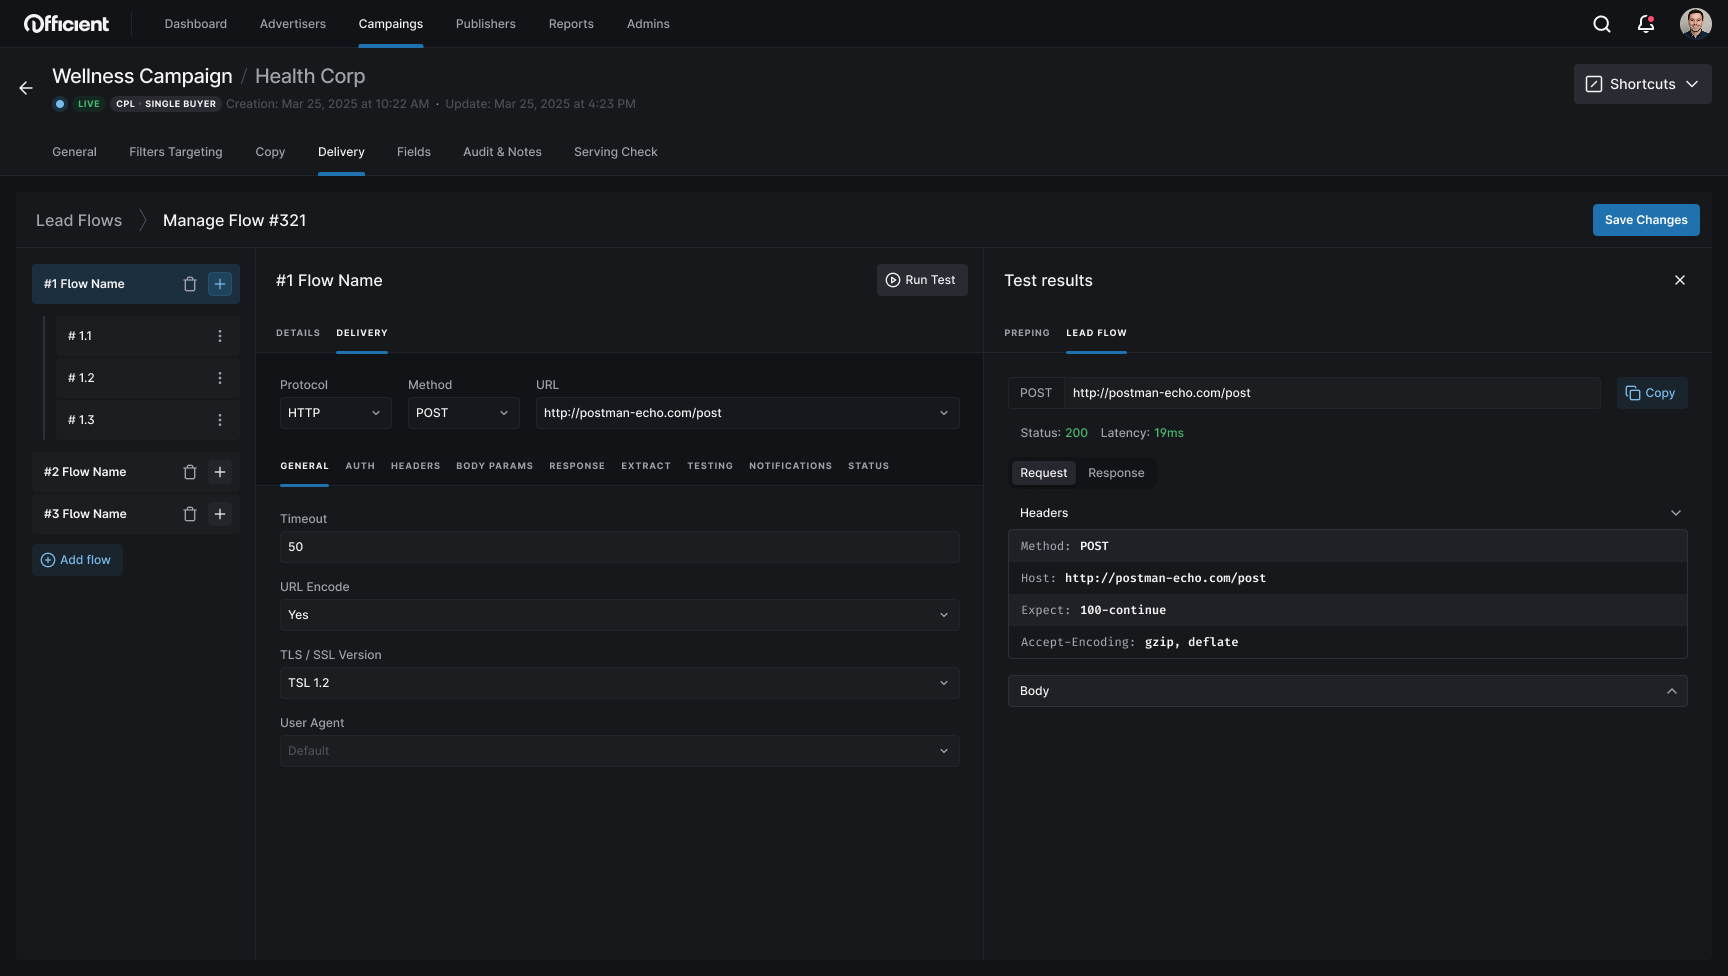 Officient
Dashboard Advertisers Campaings Publishers Reports Admins
Wellness Campaign / Health Corp
LIVE CPL · SINGLE BUYER Creation: Mar 25, 2025 at 10:22 AM · Update: Mar 25, 2025 at 4:23 PM
Shortcuts
General Filters Targeting Copy Delivery Fields Audit & Notes Serving Check
Lead Flows Manage Flow #321
Save Changes
#1 Flow Name
# 1.1
# 1.2
# 1.3
#2 Flow Name
#3 Flow Name
Add flow
#1 Flow Name
Run Test
DETAILS DELIVERY
Protocol Method URL
HTTP POST http://postman-echo.com/post
GENERAL AUTH HEADERS BODY PARAMS RESPONSE EXTRACT TESTING NOTIFICATIONS STATUS
Timeout
50
URL Encode
Yes
TLS / SSL Version
TSL 1.2
User Agent
Default
Test results
PREPING LEAD FLOW
POST http://postman-echo.com/post
Copy
Status: 200 Latency: 19ms
Request Response
Headers
Method: POST
Host: http://postman-echo.com/post
Expect: 100-continue
Accept-Encoding: gzip, deflate
Body